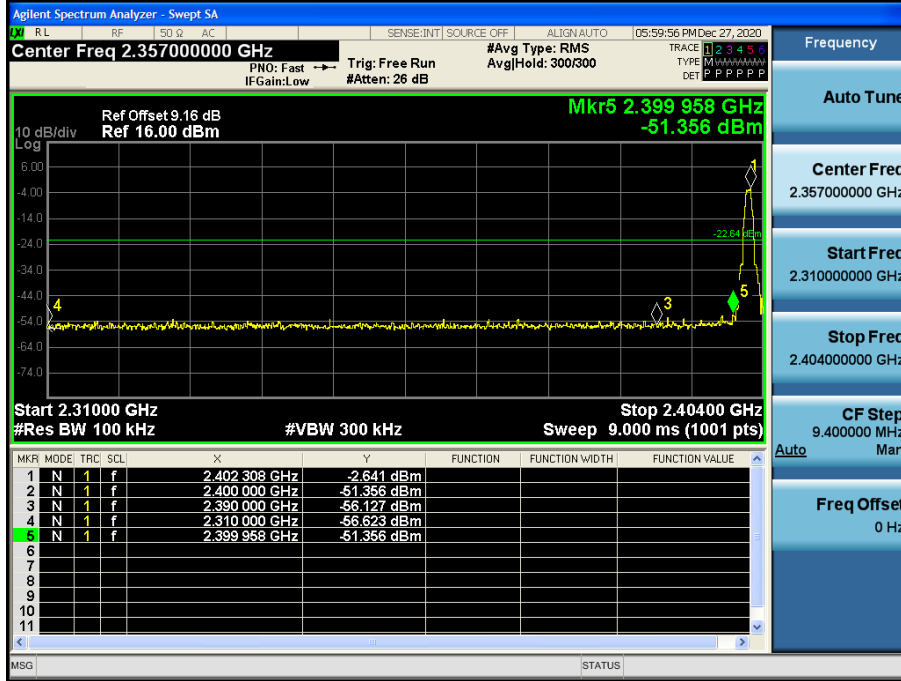 Agilent Spectrum Analyzer - Swept SA
LXI RL RF 50 Ω AC SENSE:INT SOURCE OFF ALIGN AUTO 05:59:56 PM Dec 27, 2020
Center Freq 2.357000000 GHz
PNO: Fast
IFGain:Low
Trig: Free Run
#Atten: 26 dB
#Avg Type: RMS
Avg|Hold: 300/300
TRACE 1 2 3 4 5 6
TYPE M WWWWW
DET P P P P P P
Mkr5 2.399 958 GHz
-51.356 dBm
Ref Offset 9.16 dB
10 dB/div Ref 16.00 dBm
Log
6.00
-4.00
-14.0
-24.0
-34.0
-44.0
-54.0
-64.0
-74.0
1
-22.64 dBm
4
3
5
Start 2.31000 GHz Stop 2.40400 GHz
#Res BW 100 kHz #VBW 300 kHz Sweep 9.000 ms (1001 pts)
MKR MODE TRC SCL X Y FUNCTION FUNCTION WIDTH FUNCTION VALUE
1 N 1 f 2.402 308 GHz -2.641 dBm
2 N 1 f 2.400 000 GHz -51.356 dBm
3 N 1 f 2.390 000 GHz -56.127 dBm
4 N 1 f 2.310 000 GHz -56.623 dBm
5 N 1 f 2.399 958 GHz -51.356 dBm
6
7
8
9
10
11
MSG STATUS
Frequency
Auto Tune
Center Freq
2.357000000 GHz
Start Freq
2.310000000 GHz
Stop Freq
2.404000000 GHz
CF Step
9.400000 MHz
Auto Man
Freq Offset
0 Hz